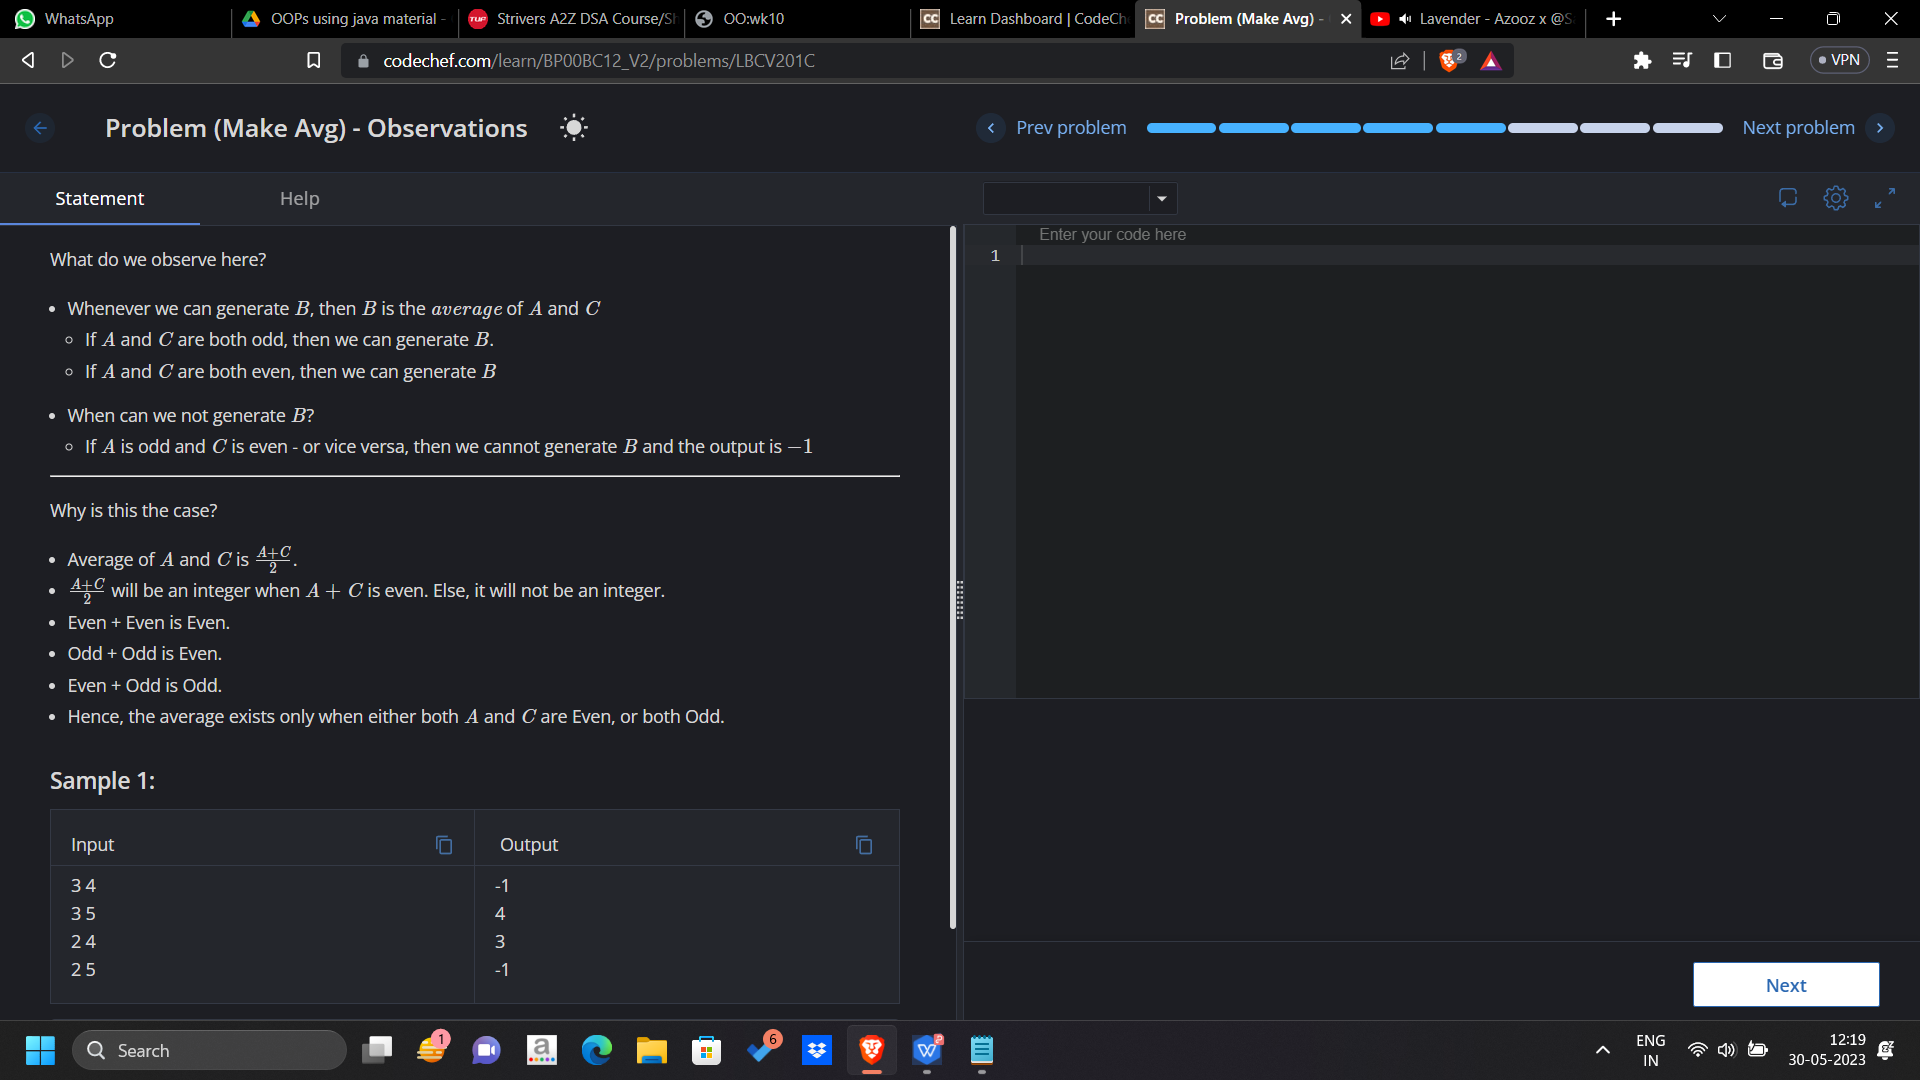 WhatsApp
OOPs using java material -
Strivers A2Z DSA Course/Sh
OO:wk10
Learn Dashboard | CodeChe
Problem (Make Avg) -
Lavender - Azooz x @S
codechef.com/learn/BP00BC12_V2/problems/LBCV201C
2
VPN
Problem (Make Avg) - Observations
Prev problem
Next problem
Statement
Help
What do we observe here?
• Whenever we can generate B, then B is the average of A and C
◦ If A and C are both odd, then we can generate B.
◦ If A and C are both even, then we can generate B
• When can we not generate B?
◦ If A is odd and C is even - or vice versa, then we cannot generate B and the output is −1
Why is this the case?
• Average of A and C is A+C/2.
• A+C/2 will be an integer when A + C is even. Else, it will not be an integer.
• Even + Even is Even.
• Odd + Odd is Even.
• Even + Odd is Odd.
• Hence, the average exists only when either both A and C are Even, or both Odd.
Sample 1:
Input
Output
3 4
-1
3 5
4
2 4
3
2 5
-1
Enter your code here
1
Next
Search
1
6
ENG
IN
12:19
30-05-2023